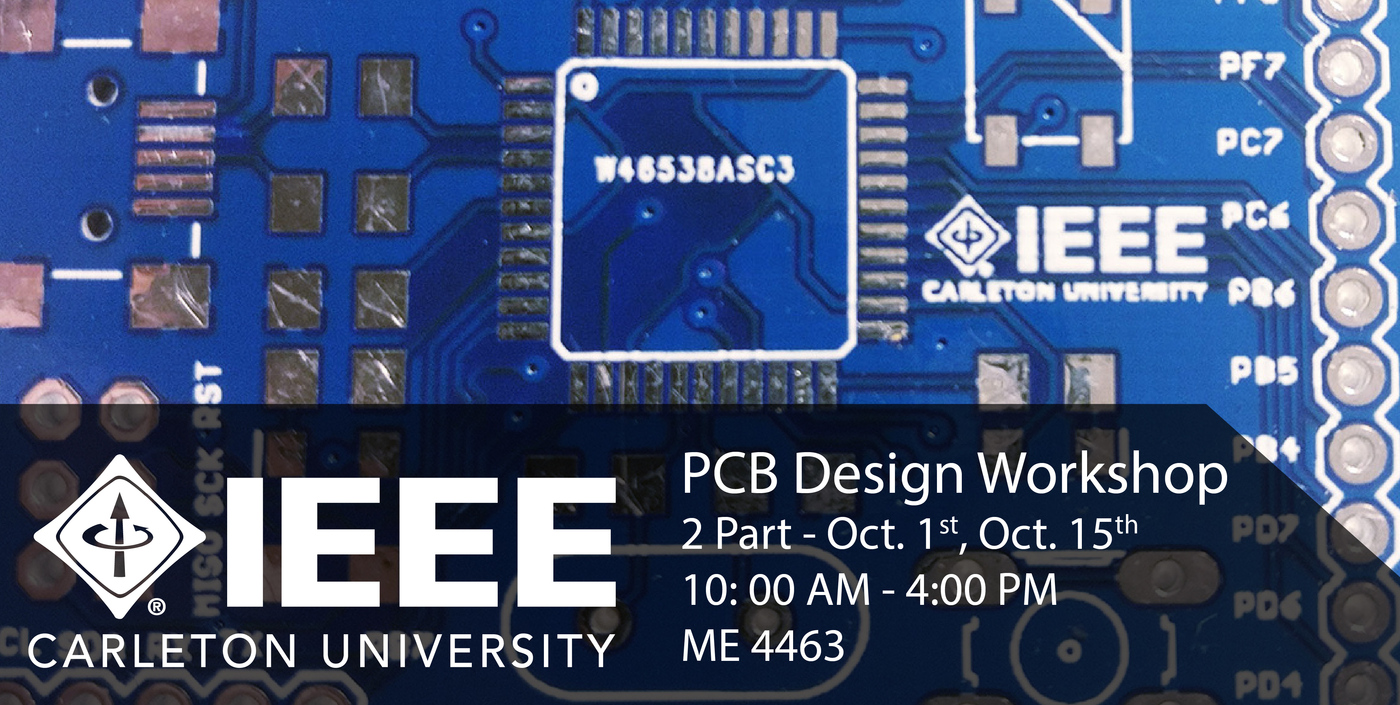 PF7
W46538ASC3
PC7
PC6
IEEE
CARLETON UNIVERSITY
PB6
PB5
PB4
MISO SCK RST
PCB Design Workshop
2 Part - Oct. 1st, Oct. 15th
10: 00 AM - 4:00 PM
ME 4463
IEEE
®
CARLETON UNIVERSITY
PD7
PD6
PD4